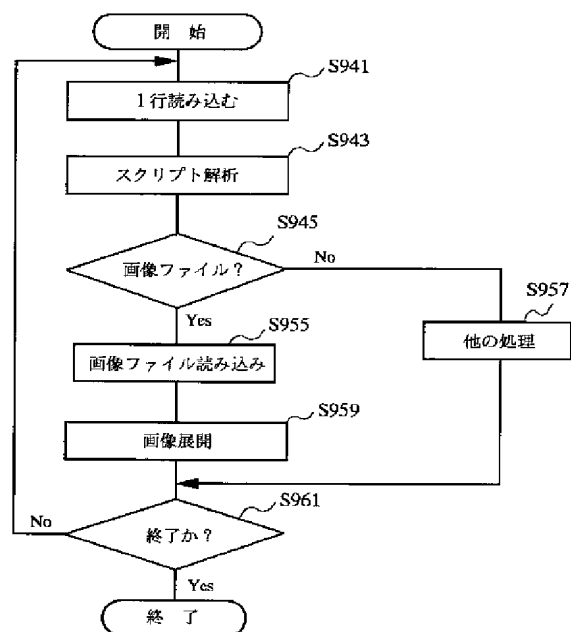 開 始
S941
1行読み込む
S943
スクリプト解析
S945
画像ファイル?
No
Yes
S955
画像ファイル読み込み
S957
他の処理
S959
画像展開
S961
終了か?
No
Yes
終 了